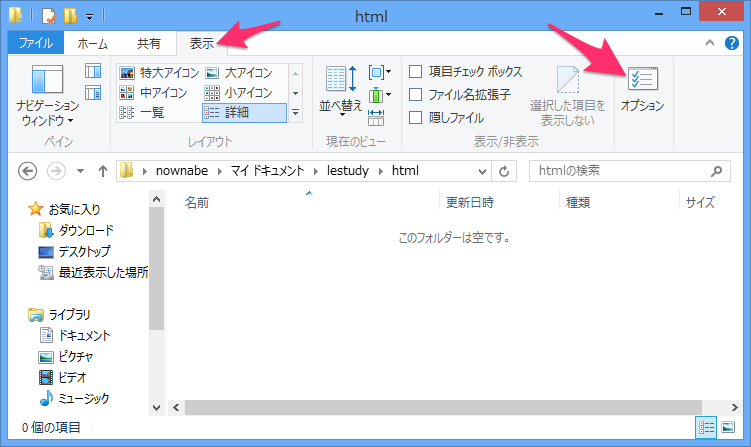 html
ファイル ホーム 共有 表示
特大アイコン 大アイコン
中アイコン 小アイコン
一覧 詳細
ナビゲーション
ウィンドウ
並べ替え
項目チェック ボックス
ファイル名拡張子
隠しファイル
選択した項目を
表示しない
オプション
ペイン レイアウト 現在のビュー 表示/非表示
nownabe マイ ドキュメント lestudy html htmlの検索
名前 更新日時 種類 サイズ
このフォルダーは空です。
お気に入り
ダウンロード
デスクトップ
最近表示した場所
ライブラリ
ドキュメント
ピクチャ
ビデオ
ミュージック
0 個の項目